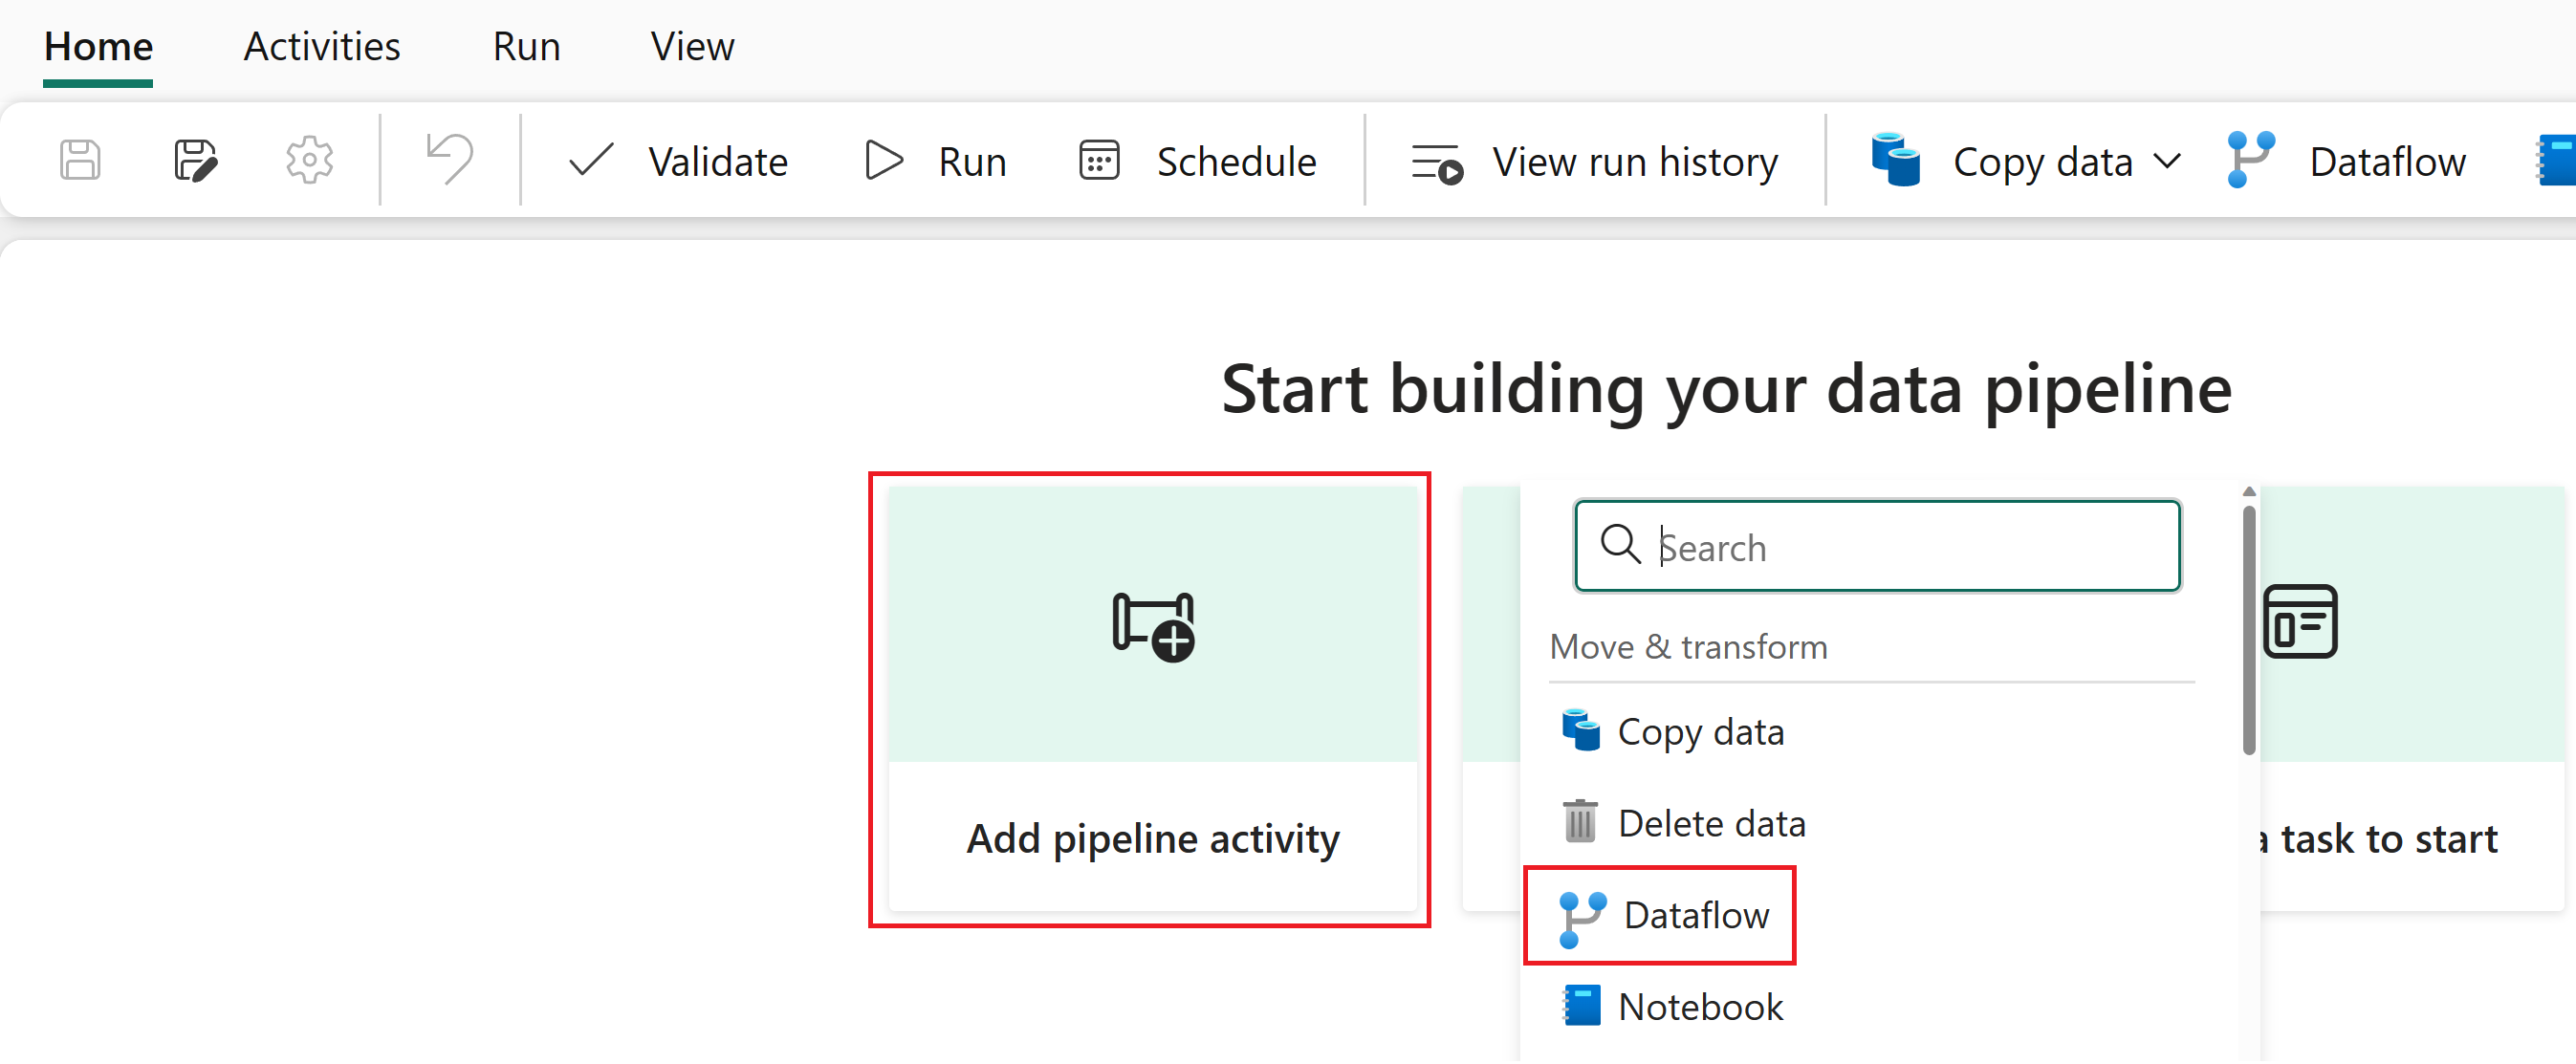 Home Activities Run View
Validate Run Schedule View run history Copy data Dataflow
Start building your data pipeline
Search
Move & transform
Copy data
Delete data
Add pipeline activity
a task to start
Dataflow
Notebook